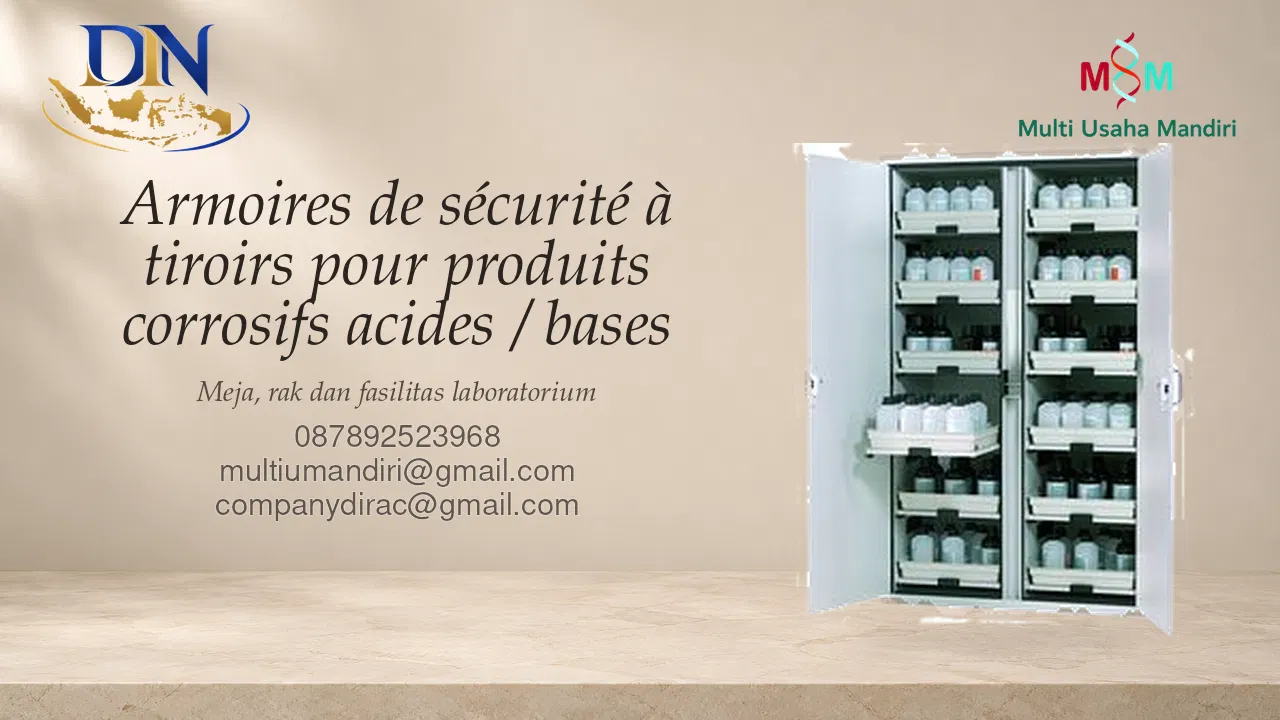 DN
M M
Multi Usaha Mandiri
Armoires de sécurité à
tiroirs pour produits
corrosifs acides / bases
Meja, rak dan fasilitas laboratorium
087892523968
multiumandiri@gmail.com
companydirac@gmail.com